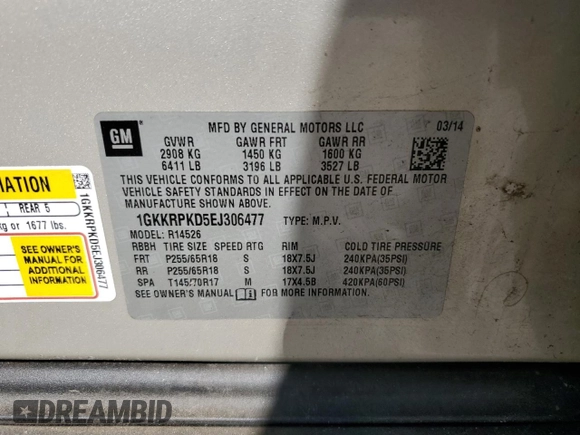 GM
MFD BY GENERAL MOTORS LLC 03/14
GVWR GAWR FRT GAWR RR
2908 KG 1450 KG 1600 KG
6411 LB 3196 LB 3527 LB
THIS VEHICLE CONFORMS TO ALL APPLICABLE U.S. FEDERAL MOTOR
VEHICLE SAFETY STANDARDS IN EFFECT ON THE DATE OF
MANUFACTURE SHOWN ABOVE.
1GKKRPKD5EJ306477 TYPE: M.P.V.
MODEL: R14526
RBBH TIRE SIZE SPEED RTG RIM COLD TIRE PRESSURE
FRT P255/65R18 S 18X7.5J 240KPA(35PSI)
RR P255/65R18 S 18X7.5J 240KPA(35PSI)
SPA T145/70R17 M 17X4.5B 420KPA(60PSI)
SEE OWNER'S MANUAL FOR MORE INFORMATION.
MATION
REAR 5
kg or 1677 lbs.
SEE OWNER'S
MANUAL FOR
ADDITIONAL
INFORMATION
1GKKRPKD5EJ306477
DREAMBID